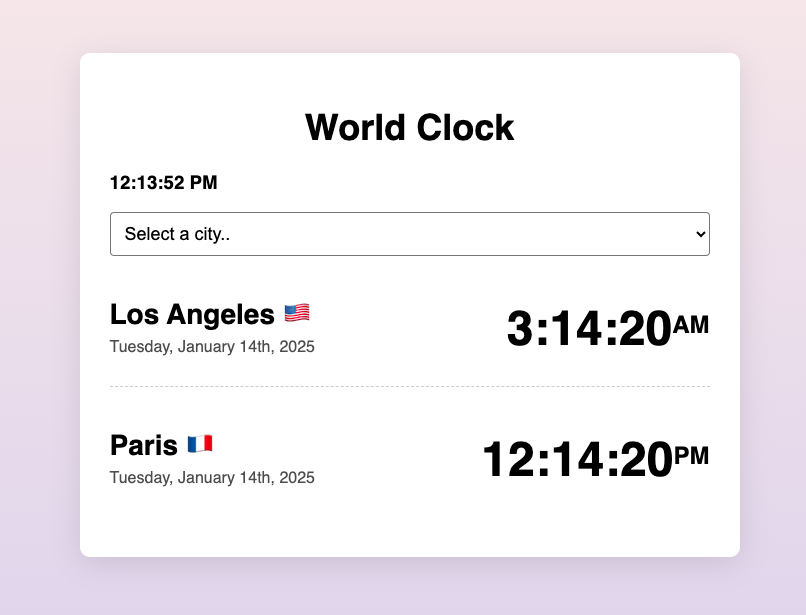 World Clock
12:13:52 PM
Select a city..
Los Angeles 🇺🇸
3:14:20AM
Tuesday, January 14th, 2025
Paris 🇫🇷
12:14:20PM
Tuesday, January 14th, 2025